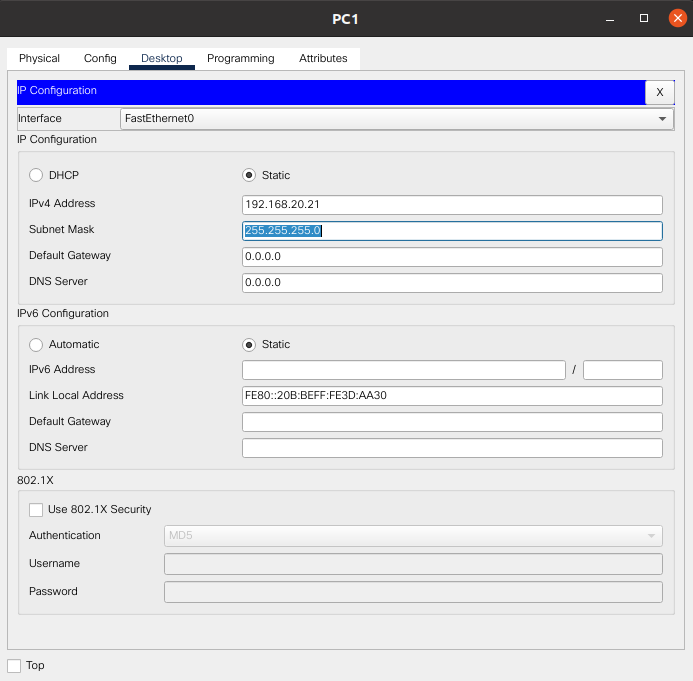 PC1
Physical Config Desktop Programming Attributes
IP Configuration X
Interface FastEthernet0
IP Configuration
DHCP Static
IPv4 Address 192.168.20.21
Subnet Mask 255.255.255.0
Default Gateway 0.0.0.0
DNS Server 0.0.0.0
IPv6 Configuration
Automatic Static
IPv6 Address /
Link Local Address FE80::20B:BEFF:FE3D:AA30
Default Gateway
DNS Server
802.1X
Use 802.1X Security
Authentication MD5
Username
Password
Top